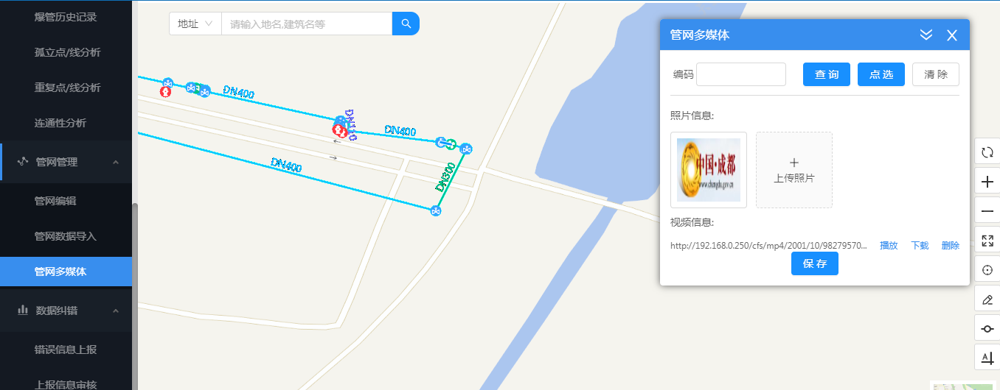 爆管历史记录
孤立点/线分析
重复点/线分析
连通性分析
管网管理
管网编辑
管网数据导入
管网多媒体
数据纠错
错误信息上报
上报信息审核
地址
请输入地名,建筑名等
DN400
DN110
DN400
DN400
DN300
管网多媒体
编码
查 询
点 选
清 除
照片信息:
中国·成都
www.chengdu.gov.cn
上传照片
视频信息:
http://192.168.0.250/cfs/mp4/2001/10/98279570...
播放
下载
删除
保 存